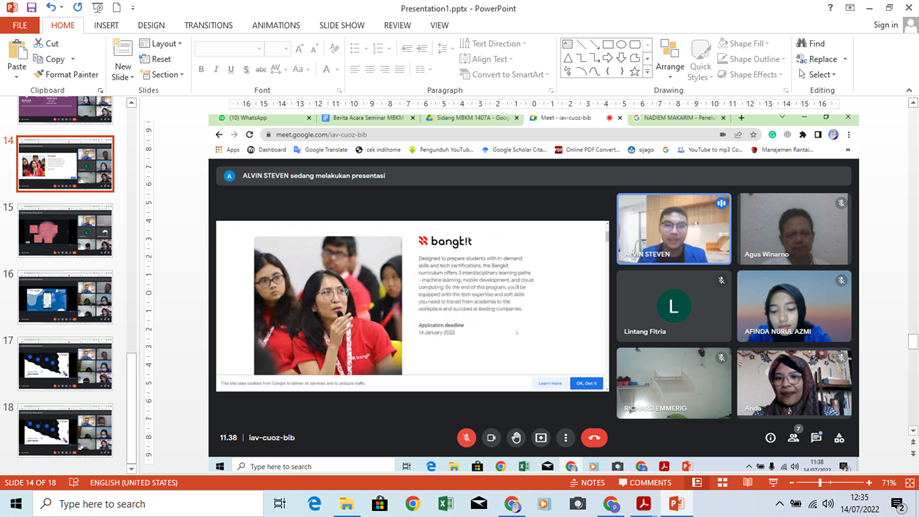 Presentation1.pptx - PowerPoint
Sign in
FILE HOME INSERT DESIGN TRANSITIONS ANIMATIONS SLIDE SHOW REVIEW VIEW
Paste
Cut
Copy
Format Painter
Clipboard
New Slide
Layout
Reset
Section
Slides
Font
Paragraph
Text Direction
Align Text
Convert to SmartArt
Arrange
Quick Styles
Shape Fill
Shape Outline
Shape Effects
Drawing
Find
Replace
Select
Editing
14
15
16
17
18
(10) WhatsApp
Berita Acara Seminar MBKM
Sidang MBKM 1407A - Goo
Meet - iav-cuoz-bib
NADIEM MAKARIM - Penel
meet.google.com/iav-cuoz-bib
Apps Dashboard Google Translate cek indihome Pengunduh YouTub... Google Scholar Cita... Online PDF Convert... sijago YouTube to mp3 Co... Manajemen Rantai...
A ALVIN STEVEN sedang melakukan presentasi
bangk!t
Designed to prepare students with in-demand
skills and tech certifications, the Bangkit
curriculum offers 3 interdisciplinary learning paths
- machine learning, mobile development, and cloud
computing. By the end of this program, you'll be
equipped with the tech expertise and soft skills
you need to transit from academia to the
workplace and succeed at leading companies.
Application deadline
14 January 2022
This site uses cookies from Google to deliver its services and to analyze traffic.
Learn more
OK, Got it
ALVIN STEVEN
Agus Winarno
L
Lintang Fitria
AFINDA NURUL AZMI
RICHARD EMMERIG
Anda
11.38 | iav-cuoz-bib
7
Type here to search
11:38
14/07/2022
SLIDE 14 OF 18 ENGLISH (UNITED STATES) NOTES COMMENTS 71%
Type here to search
12:35
14/07/2022
2